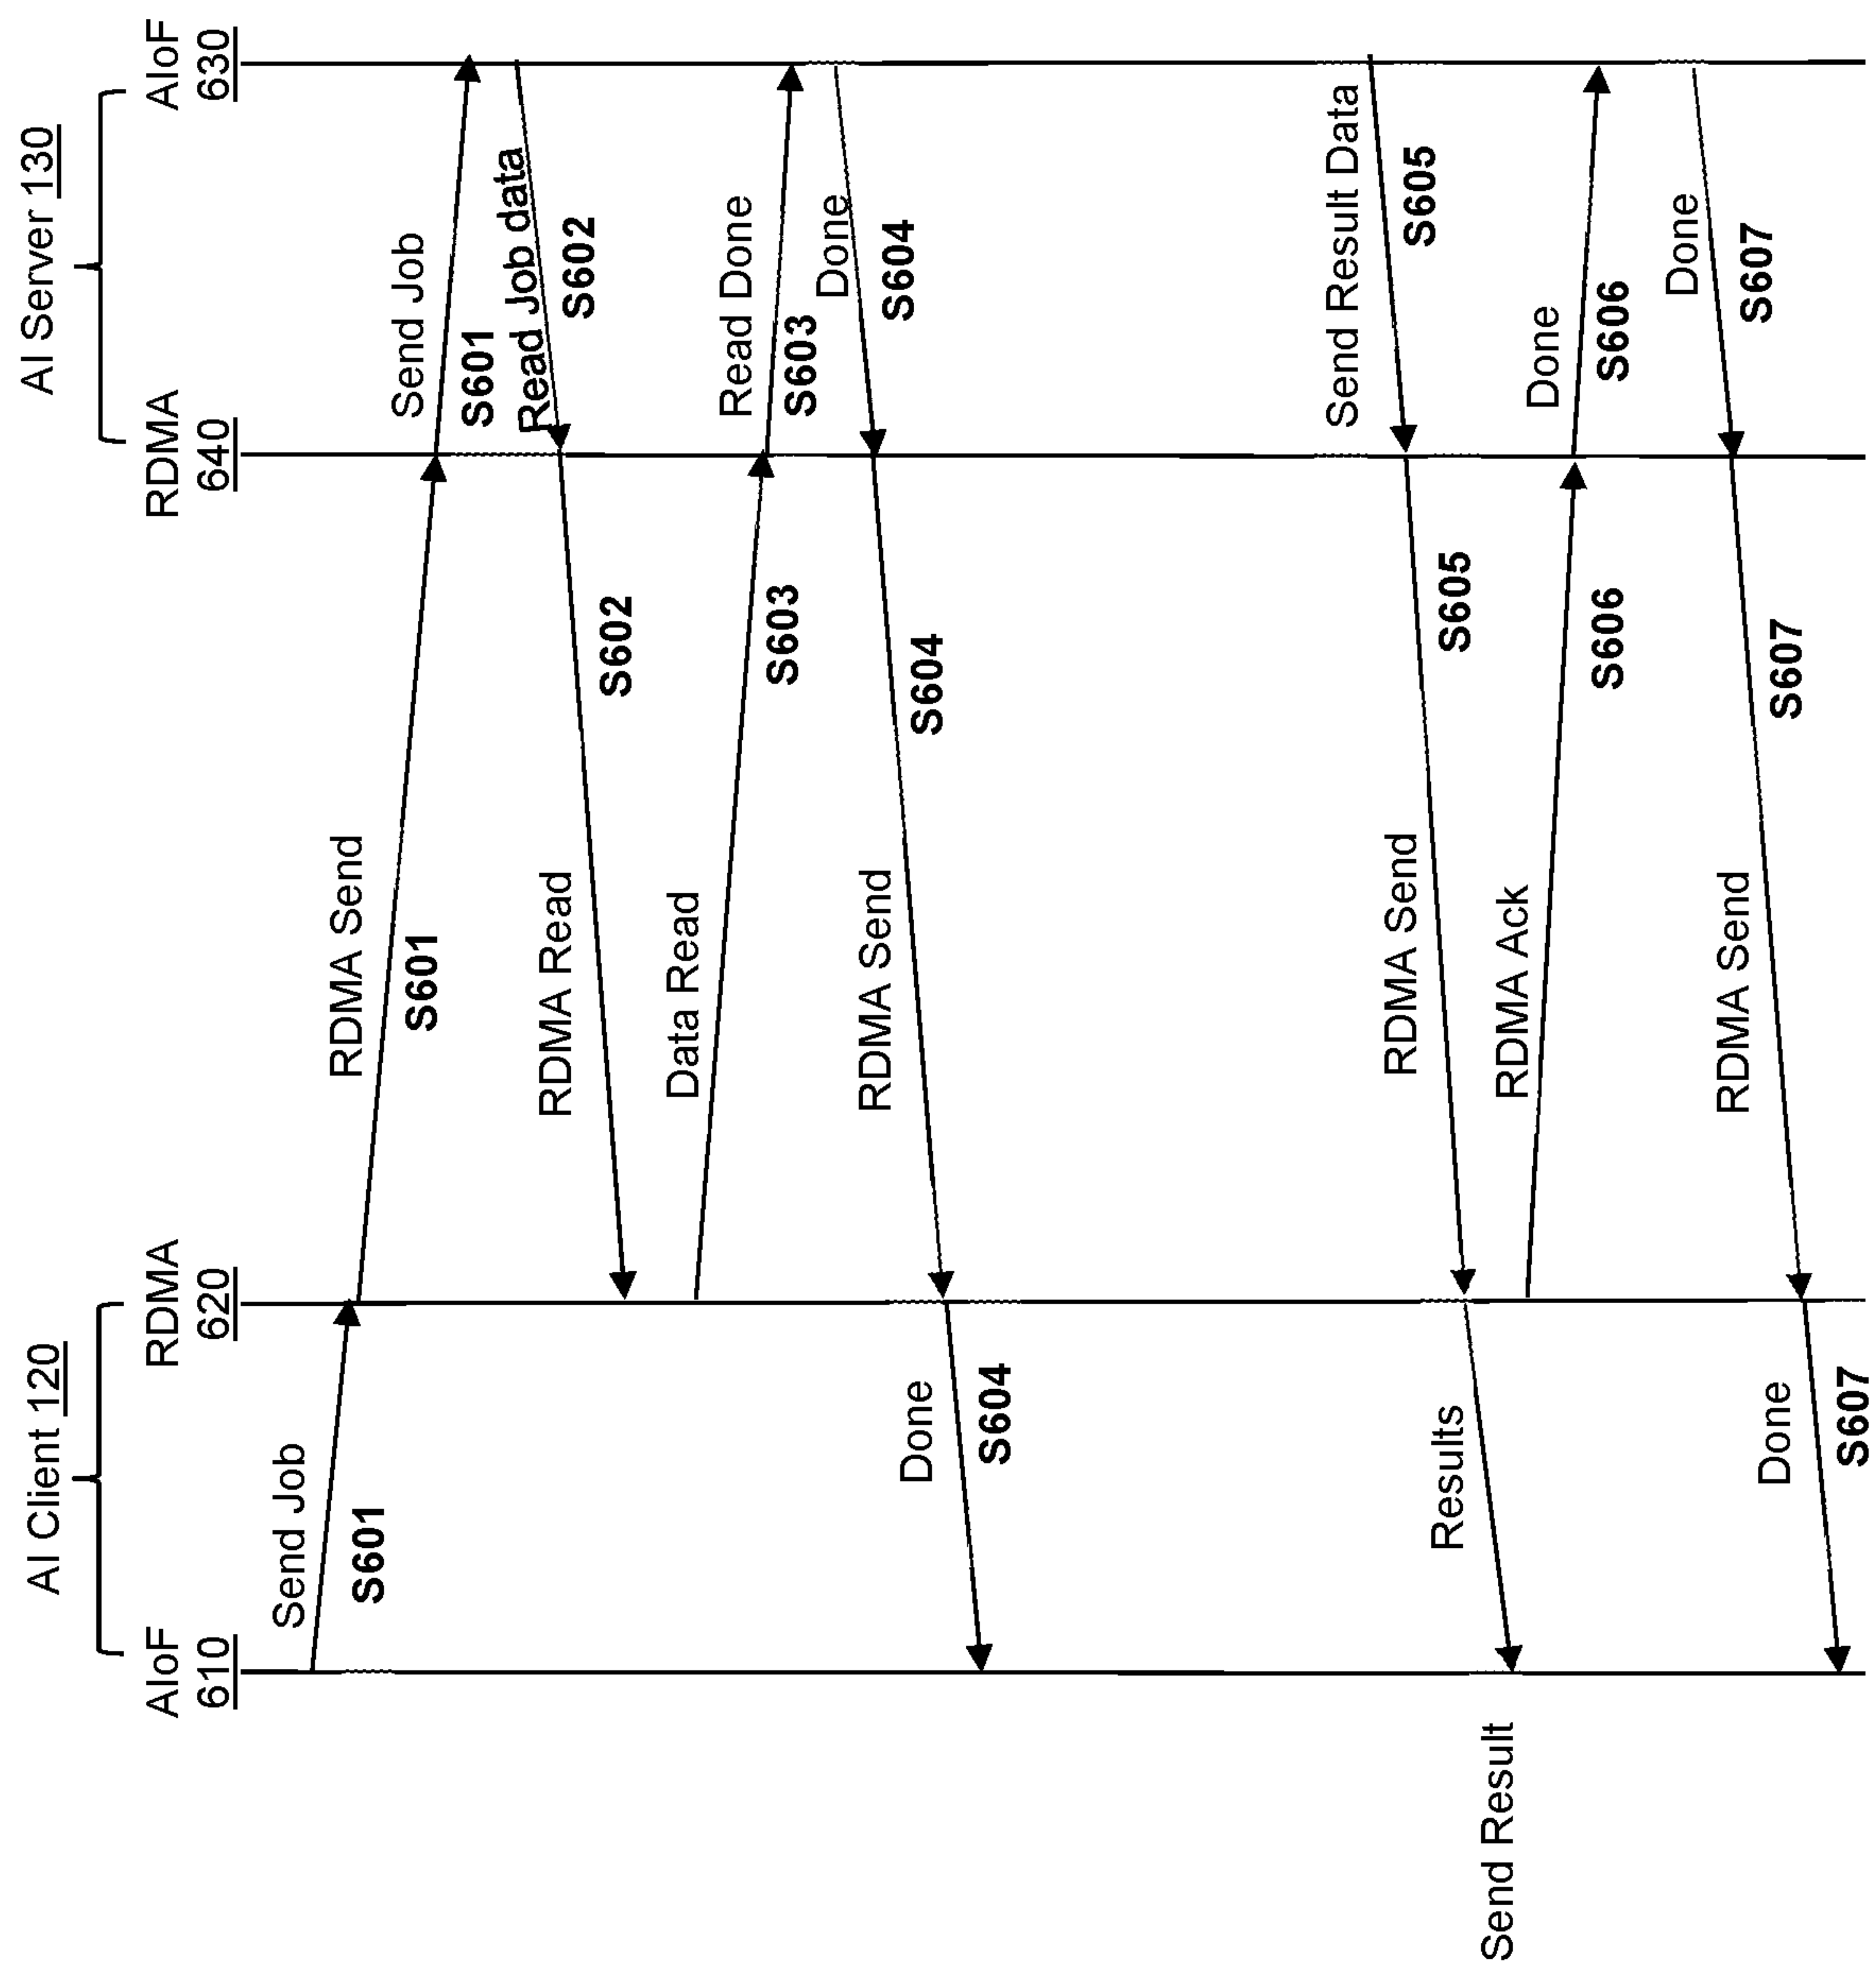 AI Client 120
AI Server 130
AIoF
610
RDMA
620
RDMA
640
AIoF
630
Send Job
S601
RDMA Send
S601
Send Job
S601
Read Job data
S602
RDMA Read
S602
Data Read
S603
Read Done
S603
Done
S604
RDMA Send
S604
Done
S604
Send Result Data
S605
RDMA Send
S605
Results
Send Result
RDMA Ack
S606
Done
S606
Done
S607
RDMA Send
S607
Done
S607